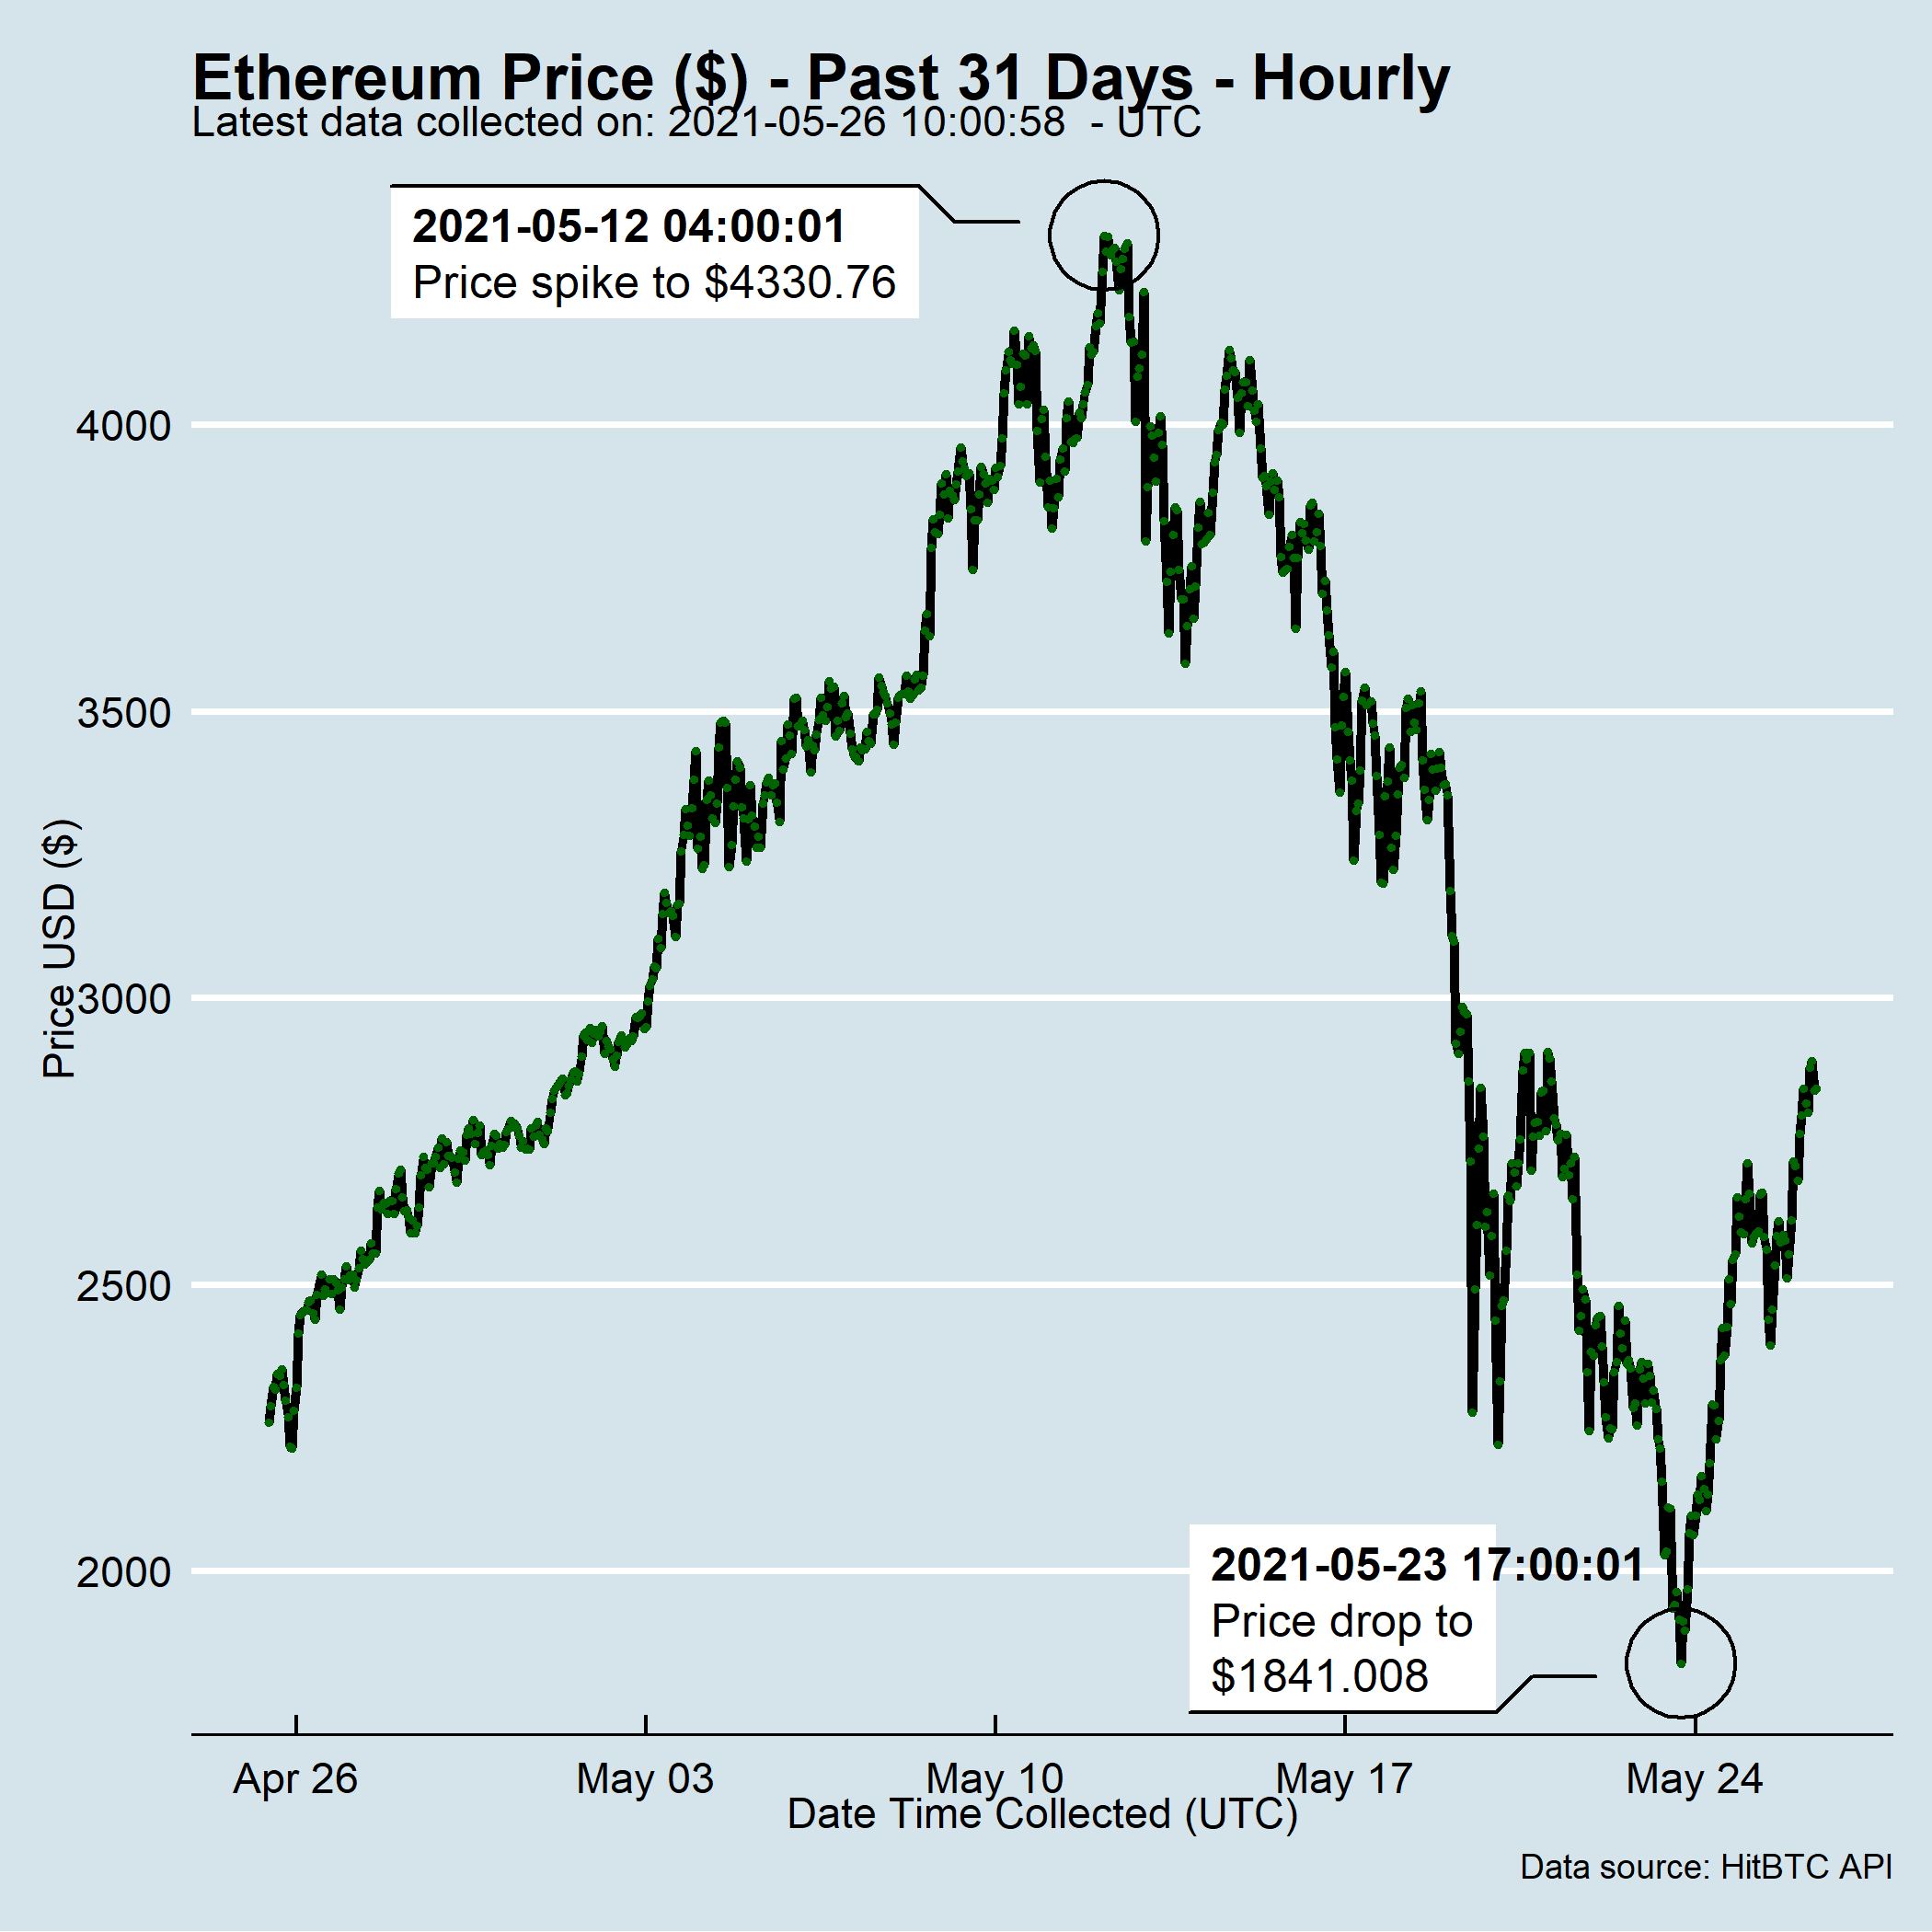 Ethereum Price ($) - Past 31 Days - Hourly
Latest data collected on: 2021-05-26 10:00:58  - UTC
2021-05-12 04:00:01
Price spike to $4330.76
4000
3500
3000
2500
2000
Price USD ($)
2021-05-23 17:00:01
Price drop to
$1841.008
Apr 26
May 03
May 10
May 17
May 24
Date Time Collected (UTC)
Data source: HitBTC API